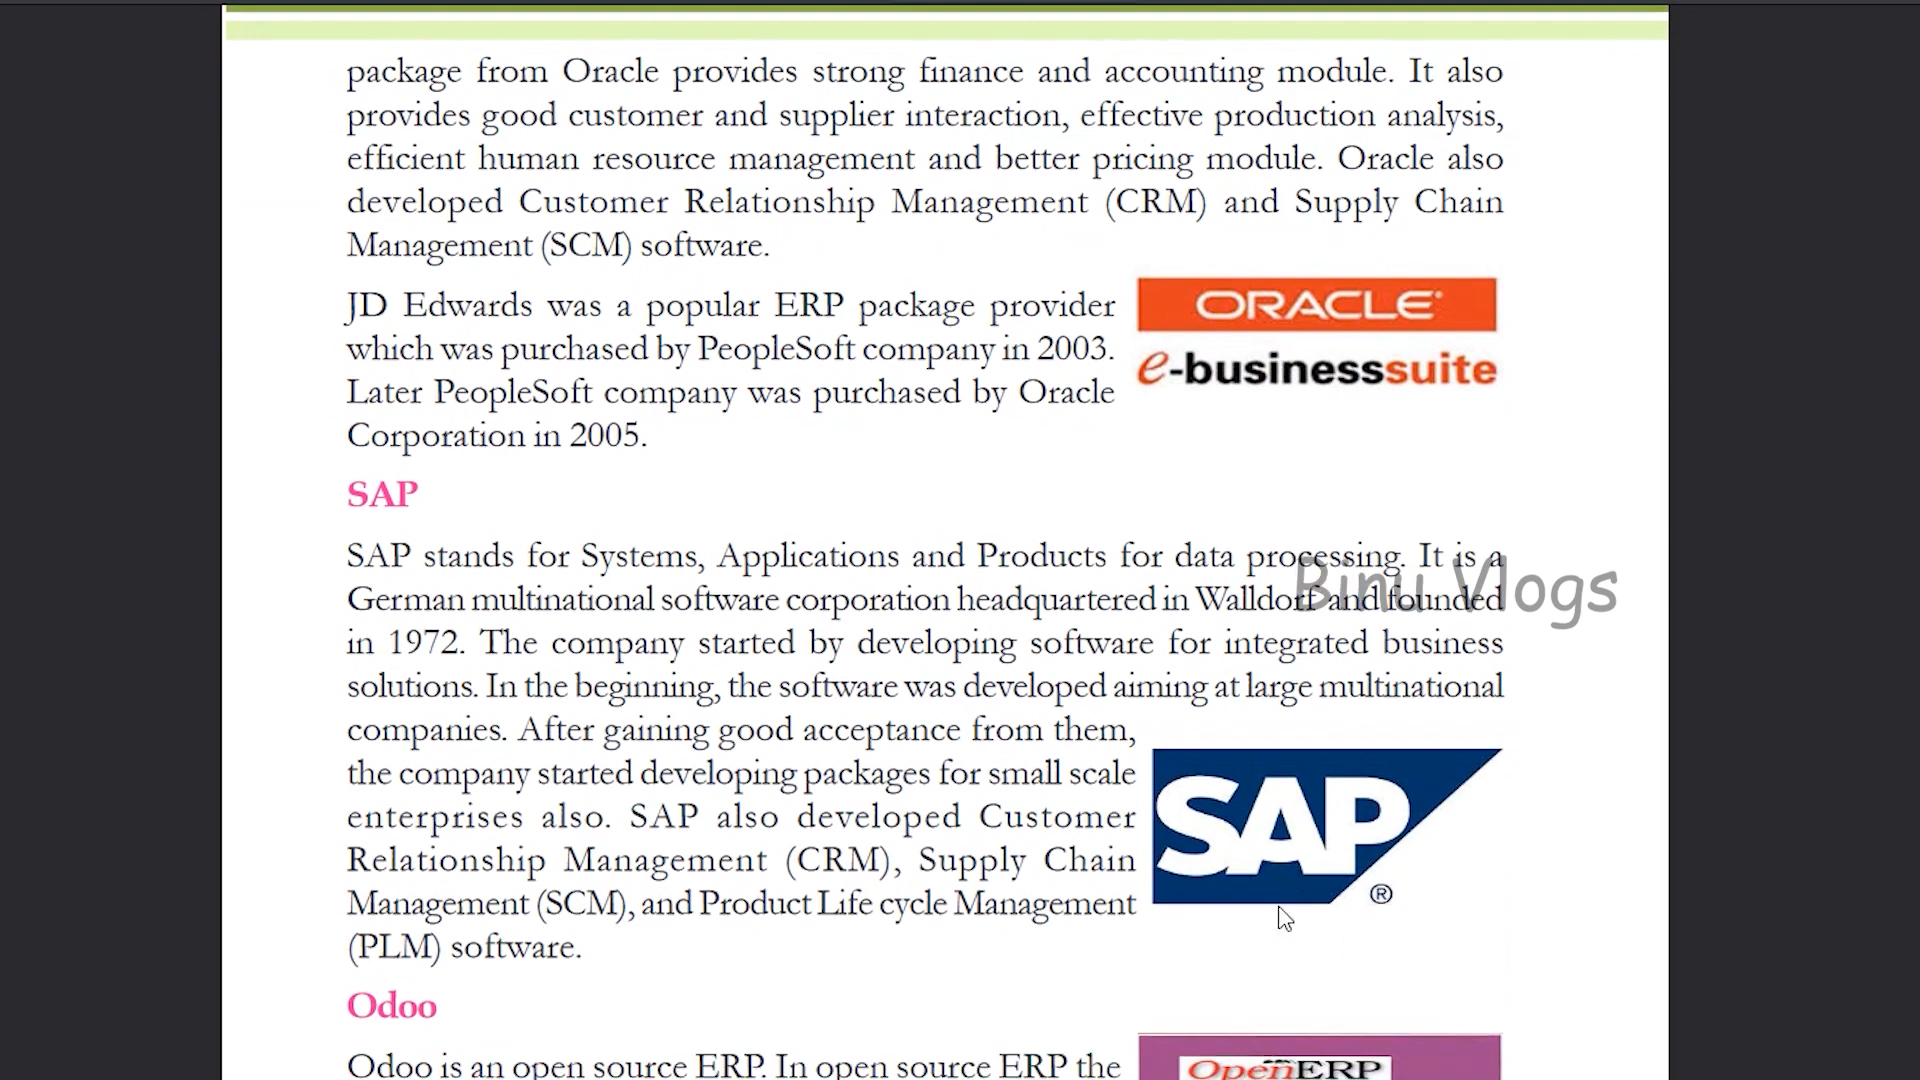 package from Oracle provides strong finance and accounting module. It also
provides good customer and supplier interaction, effective production analysis,
efficient human resource management and better pricing module. Oracle also
developed Customer Relationship Management (CRM) and Supply Chain
Management (SCM) software.
JD Edwards was a popular ERP package provider
which was purchased by PeopleSoft company in 2003.
Later PeopleSoft company was purchased by Oracle
Corporation in 2005.
ORACLE®
e-businesssuite
SAP
SAP stands for Systems, Applications and Products for data processing. It is a
German multinational software corporation headquartered in Walldorf and founded
in 1972. The company started by developing software for integrated business
solutions. In the beginning, the software was developed aiming at large multinational
companies. After gaining good acceptance from them,
the company started developing packages for small scale
enterprises also. SAP also developed Customer
Relationship Management (CRM), Supply Chain
Management (SCM), and Product Life cycle Management
(PLM) software.
Binu Vlogs
SAP
®
Odoo
Odoo is an open source ERP. In open source ERP the
OpenERP